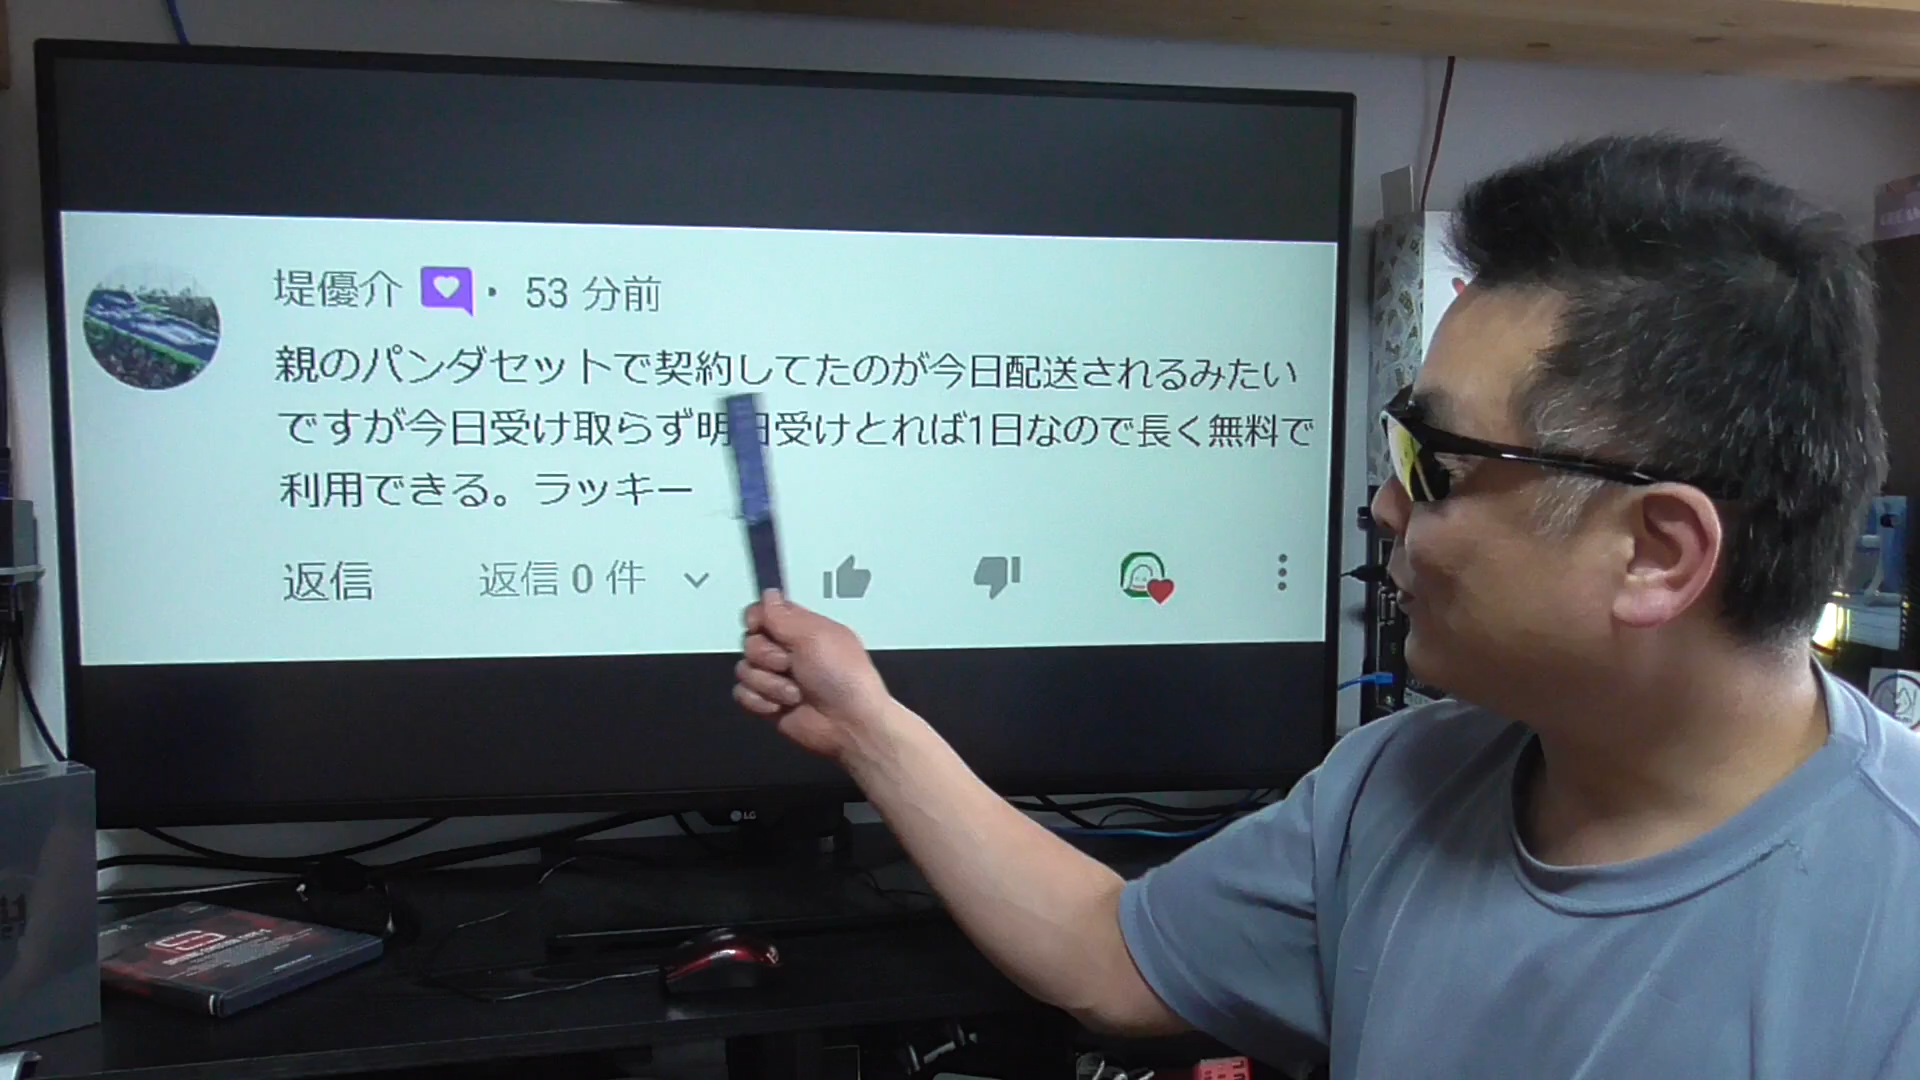 堤優介 ・ 53 分前
親のパンダセットで契約してたのが今日配送されるみたい
ですが今日受け取らず明日受けとれば1日なので長く無料で
利用できる。ラッキー
返信 返信 0 件
LG